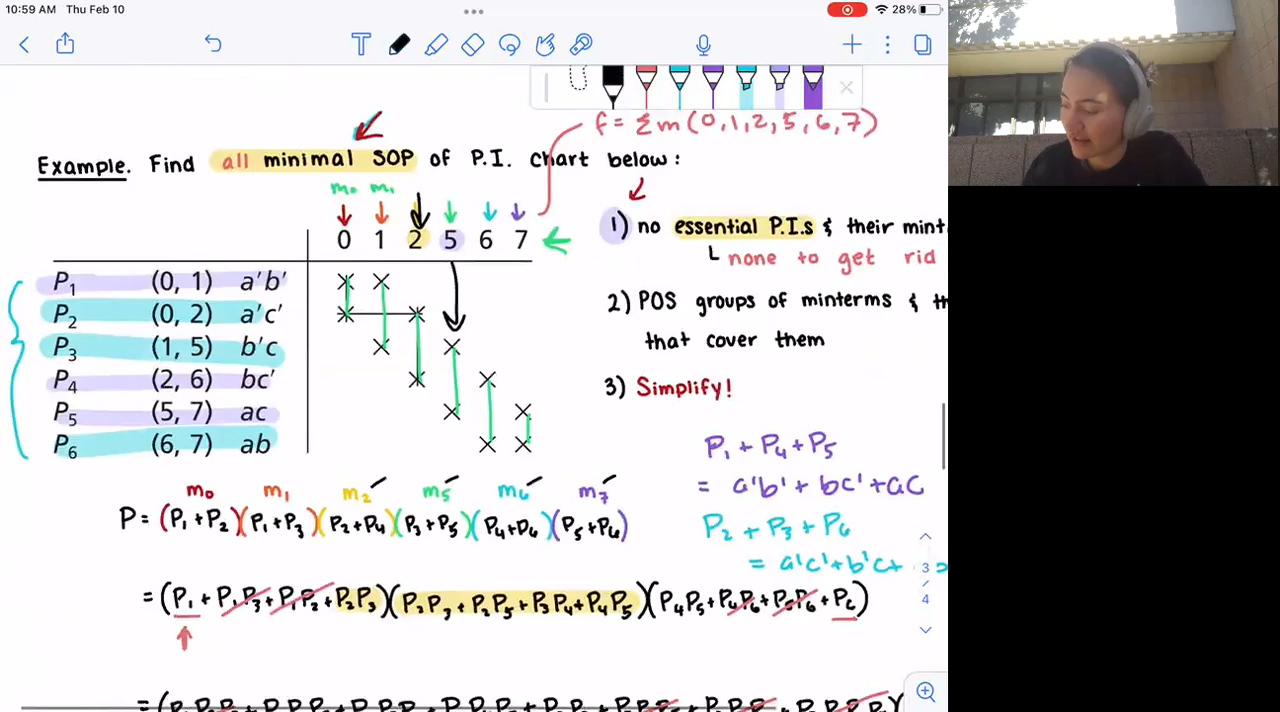 10:59 AM Thu Feb 10
28%
f = Σm(0,1,2,5,6,7)
Example. Find all minimal SOP of P.I. chart below:
m₀ m₁
0 1 2 5 6 7
P₁ (0, 1) a'b'
P₂ (0, 2) a'c'
P₃ (1, 5) b'c
P₄ (2, 6) bc'
P₅ (5, 7) ac
P₆ (6, 7) ab
1) no essential P.I.s & their mint
none to get rid
2) POS groups of minterms & th
that cover them
3) Simplify!
P₁ + P₄ + P₅
= a'b' + bc' + ac
P₂ + P₃ + P₆
= a'c' + b'c +
m₀ m₁ m₂ m₅ m₆ m₇
P = (P₁+P₂)(P₁+P₃)(P₂+P₄)(P₃+P₅)(P₄+P₆)(P₅+P₆)
= (P₁ + P₁P₃ + P₁P₂ + P₂P₃)(P₂P₃ + P₂P₅ + P₃P₄ + P₄P₅)(P₄P₅ + P₄P₆ + P₅P₆ + P₆)
3
/
4